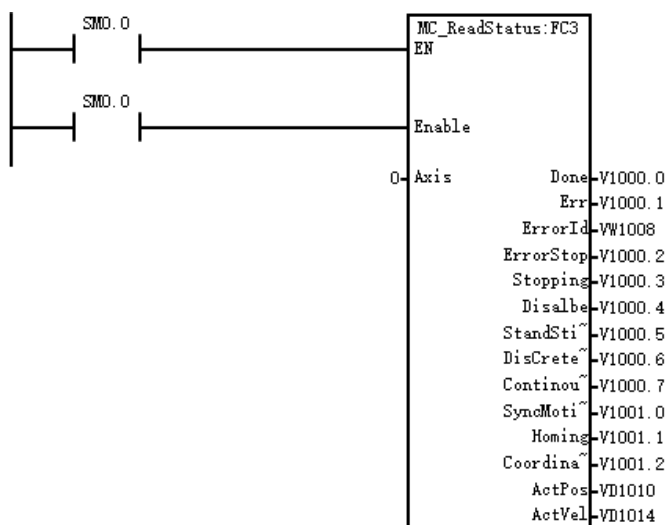 SM0.0
MC_ReadStatus:FC3
EN
SM0.0
Enable
0 Axis Done V1000.0
Err V1000.1
ErrorId VW1008
ErrorStop V1000.2
Stopping V1000.3
Disalbe V1000.4
StandSti~ V1000.5
DisCrete~ V1000.6
Continou~ V1000.7
SyncMoti~ V1001.0
Homing V1001.1
Coordina~ V1001.2
ActPos VD1010
ActVel VD1014